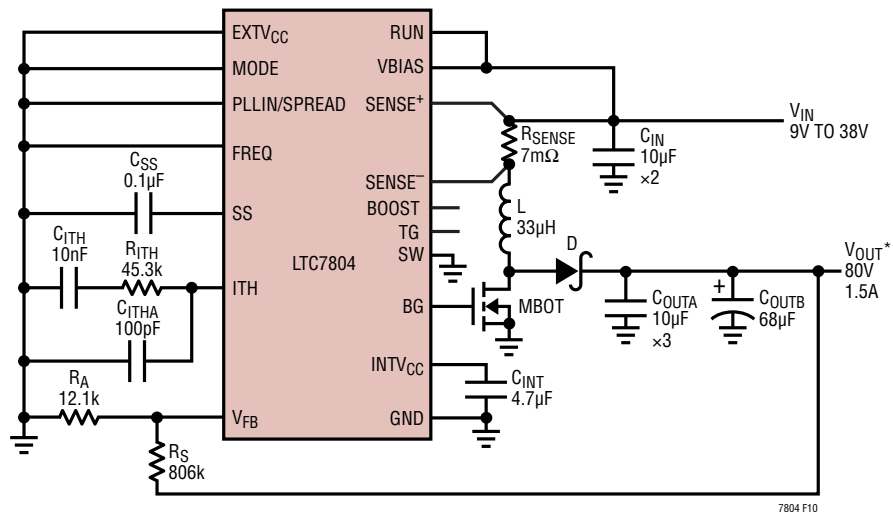 EXTVCC
MODE
PLLIN/SPREAD
FREQ
CSS
0.1µF
SS
CITH
10nF
RITH
45.3k
CITHA
100pF
ITH
RA
12.1k
VFB
RS
806k
LTC7804
RUN
VBIAS
SENSE+
SENSE–
BOOST
TG
SW
BG
INTVCC
GND
RSENSE
7mΩ
CIN
10µF
×2
VIN
9V TO 38V
L
33µH
D
MBOT
CINT
4.7µF
COUTA
10µF
×3
+
COUTB
68µF
VOUT*
80V
1.5A
7804 F10